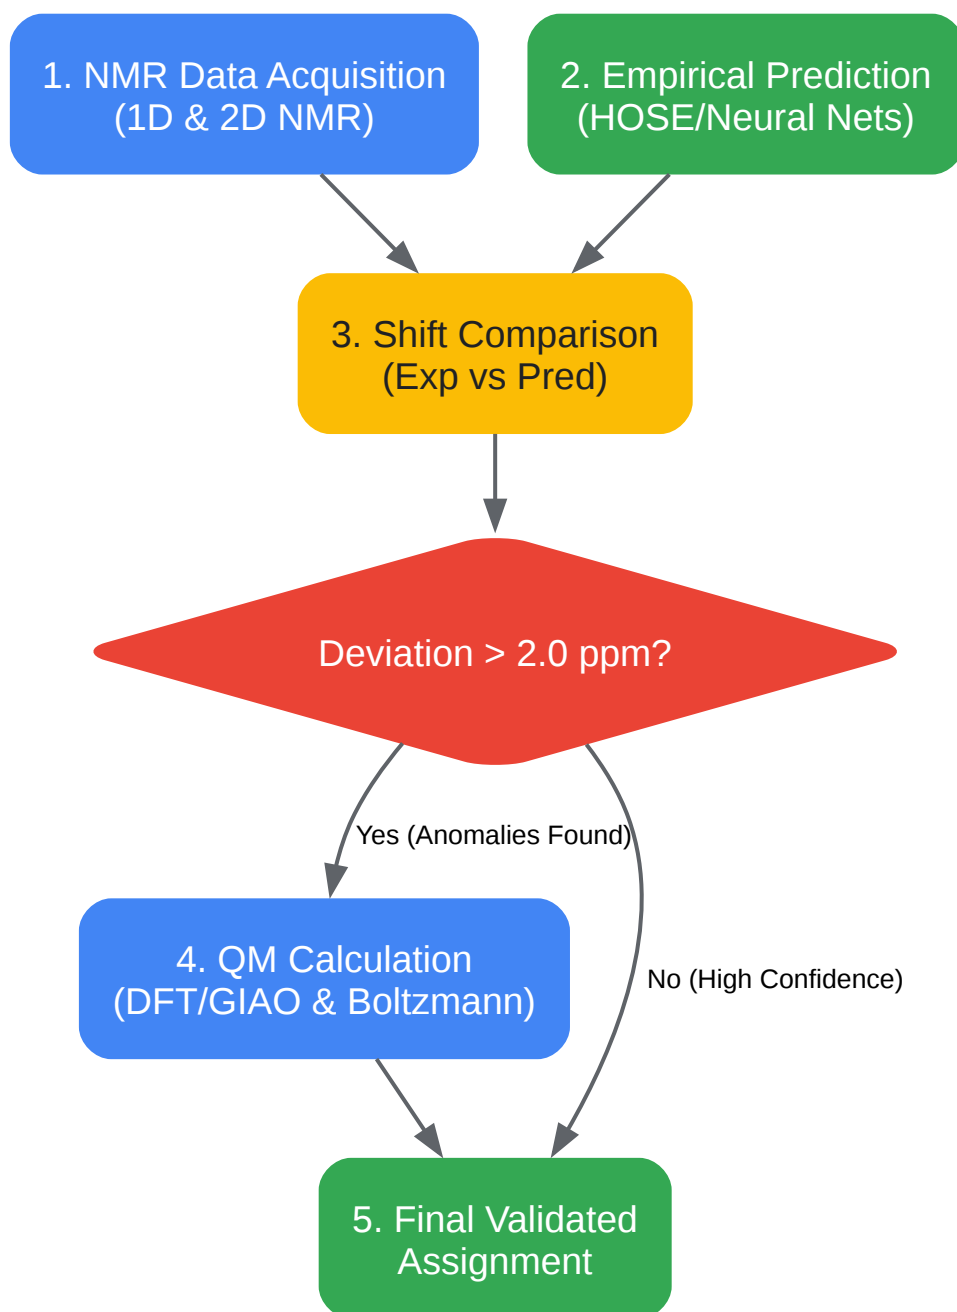 1. NMR Data Acquisition
(1D & 2D NMR)
2. Empirical Prediction
(HOSE/Neural Nets)
3. Shift Comparison
(Exp vs Pred)
Deviation > 2.0 ppm?
Yes (Anomalies Found)
No (High Confidence)
4. QM Calculation
(DFT/GIAO & Boltzmann)
5. Final Validated
Assignment